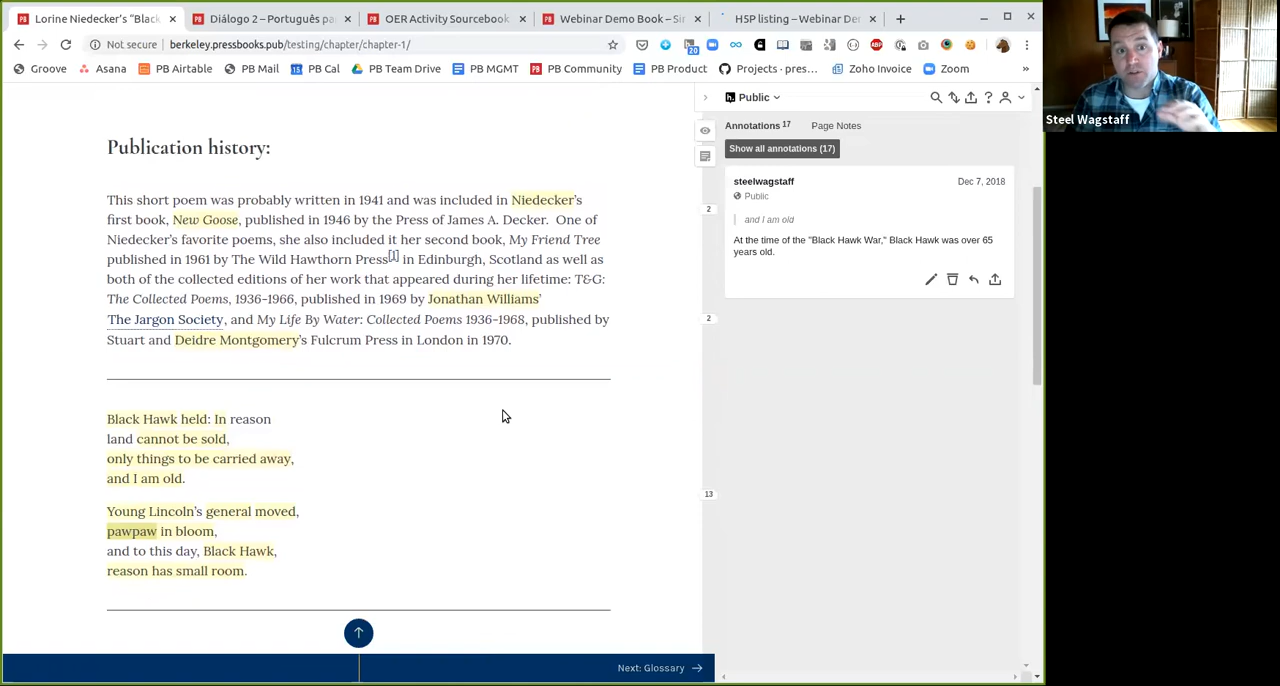 Lorine Niedecker's "Black
Diálogo 2 – Português pa
OER Activity Sourcebook
Webinar Demo Book – Si
HSP listing – Webinar De
Not secure
berkeley.pressbooks.pub/testing/chapter/chapter-1/
20
ABP
Groove
Asana
PB Airtable
PB Mail
15 PB Cal
PB Team Drive
PB MGMT
PB Community
PB Product
Projects · pres…
Zoho Invoice
Zoom
»
Steel Wagstaff
Publication history:
This short poem was probably written in 1941 and was included in Niedecker's
first book, New Goose, published in 1946 by the Press of James A. Decker. One of
Niedecker's favorite poems, she also included it her second book, My Friend Tree
published in 1961 by The Wild Hawthorn Press[1] in Edinburgh, Scotland as well as
both of the collected editions of her work that appeared during her lifetime: T&G:
The Collected Poems, 1936-1966, published in 1969 by Jonathan Williams'
The Jargon Society, and My Life By Water: Collected Poems 1936-1968, published by
Stuart and Deidre Montgomery's Fulcrum Press in London in 1970.
Black Hawk held: In reason
land cannot be sold,
only things to be carried away,
and I am old.
Young Lincoln's general moved,
pawpaw in bloom,
and to this day, Black Hawk,
reason has small room.
Next: Glossary →
Public
Annotations 17
Page Notes
Show all annotations (17)
steelwagstaff
Dec 7, 2018
Public
and I am old
At the time of the "Black Hawk War," Black Hawk was over 65
years old.
2
2
13